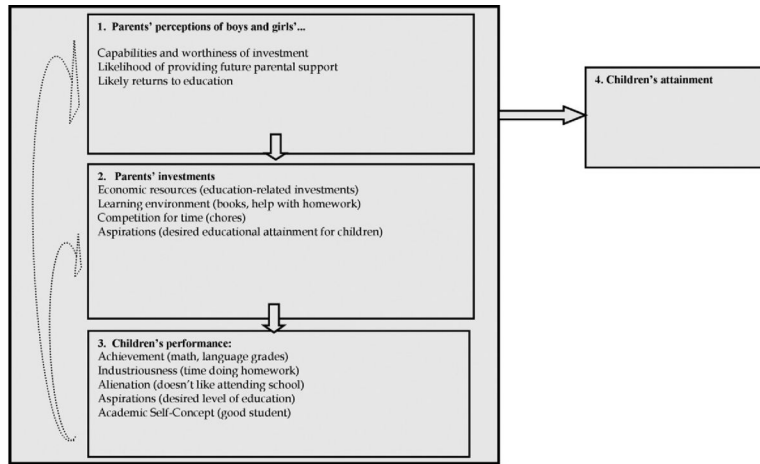 1. Parents' perceptions of boys and girls'...
Capabilities and worthiness of investment
Likelihood of providing future parental support
Likely returns to education
2. Parents' investments
Economic resources (education-related investments)
Learning environment (books, help with homework)
Competition for time (chores)
Aspirations (desired educational attainment for children)
3. Children's performance:
Achievement (math, language grades)
Industriousness (time doing homework)
Alienation (doesn't like attending school)
Aspirations (desired level of education)
Academic Self-Concept (good student)
4. Children's attainment